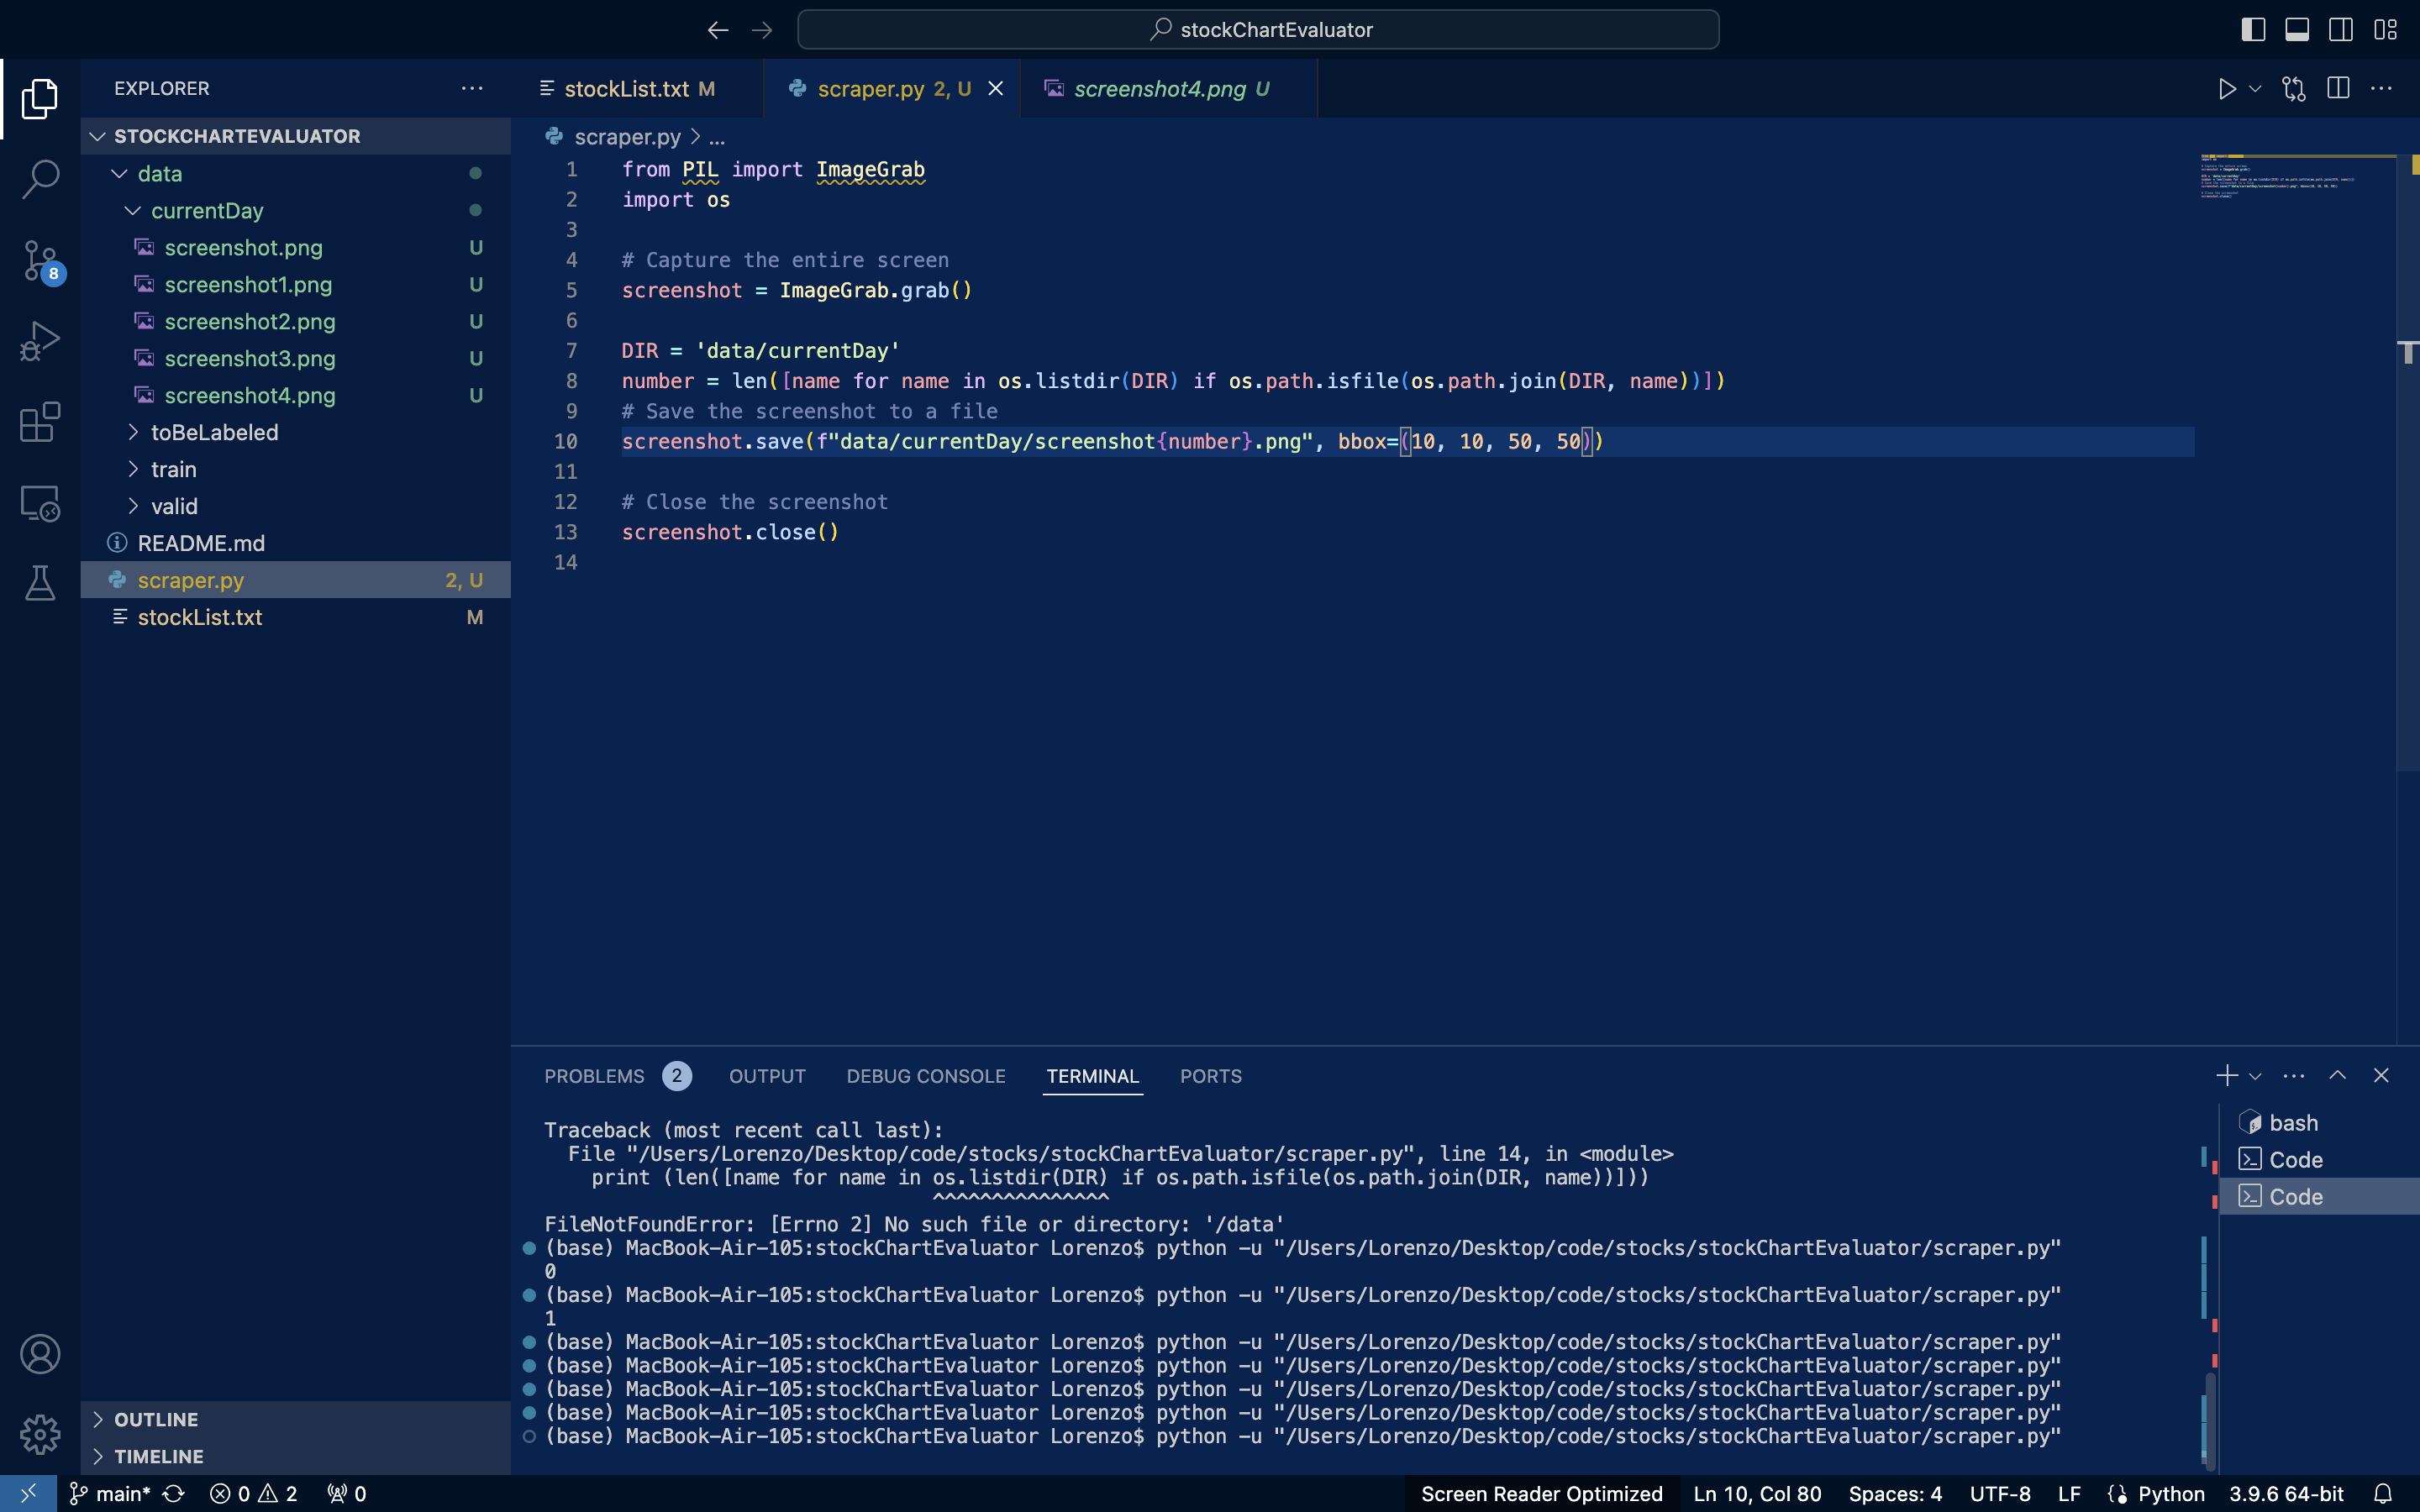 stockChartEvaluator
EXPLORER
STOCKCHARTEVALUATOR
data
currentDay
screenshot.png U
screenshot1.png U
screenshot2.png U
screenshot3.png U
screenshot4.png U
toBeLabeled
train
valid
README.md
scraper.py 2, U
stockList.txt M
OUTLINE
TIMELINE
8
stockList.txt M
scraper.py 2, U
screenshot4.png U
scraper.py > ...
1 from PIL import ImageGrab
2 import os
3
4 # Capture the entire screen
5 screenshot = ImageGrab.grab()
6
7 DIR = 'data/currentDay'
8 number = len([name for name in os.listdir(DIR) if os.path.isfile(os.path.join(DIR, name))])
9 # Save the screenshot to a file
10 screenshot.save(f"data/currentDay/screenshot{number}.png", bbox=(10, 10, 50, 50))
11
12 # Close the screenshot
13 screenshot.close()
14
PROBLEMS 2 OUTPUT DEBUG CONSOLE TERMINAL PORTS
Traceback (most recent call last):
File "/Users/Lorenzo/Desktop/code/stocks/stockChartEvaluator/scraper.py", line 14, in <module>
print (len([name for name in os.listdir(DIR) if os.path.isfile(os.path.join(DIR, name))]))
^^^^^^^^^^^^^^^
FileNotFoundError: [Errno 2] No such file or directory: '/data'
(base) MacBook-Air-105:stockChartEvaluator Lorenzo$ python -u "/Users/Lorenzo/Desktop/code/stocks/stockChartEvaluator/scraper.py"
0
(base) MacBook-Air-105:stockChartEvaluator Lorenzo$ python -u "/Users/Lorenzo/Desktop/code/stocks/stockChartEvaluator/scraper.py"
1
(base) MacBook-Air-105:stockChartEvaluator Lorenzo$ python -u "/Users/Lorenzo/Desktop/code/stocks/stockChartEvaluator/scraper.py"
(base) MacBook-Air-105:stockChartEvaluator Lorenzo$ python -u "/Users/Lorenzo/Desktop/code/stocks/stockChartEvaluator/scraper.py"
(base) MacBook-Air-105:stockChartEvaluator Lorenzo$ python -u "/Users/Lorenzo/Desktop/code/stocks/stockChartEvaluator/scraper.py"
(base) MacBook-Air-105:stockChartEvaluator Lorenzo$ python -u "/Users/Lorenzo/Desktop/code/stocks/stockChartEvaluator/scraper.py"
(base) MacBook-Air-105:stockChartEvaluator Lorenzo$ python -u "/Users/Lorenzo/Desktop/code/stocks/stockChartEvaluator/scraper.py"
bash
Code
Code
main* 0 2 0
Screen Reader Optimized Ln 10, Col 80 Spaces: 4 UTF-8 LF Python 3.9.6 64-bit